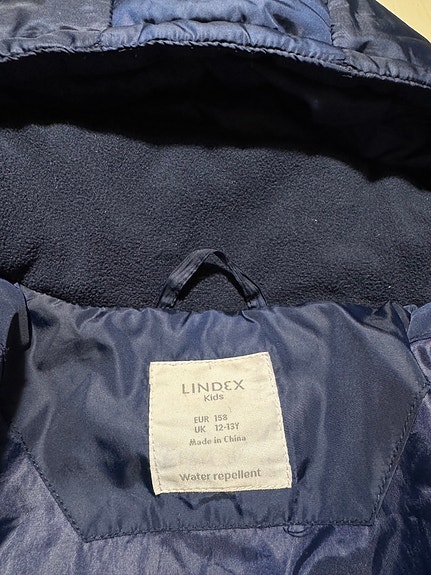 LINDEX
Kids
EUR 158
UK 12-13Y
Made in China
Water repellent